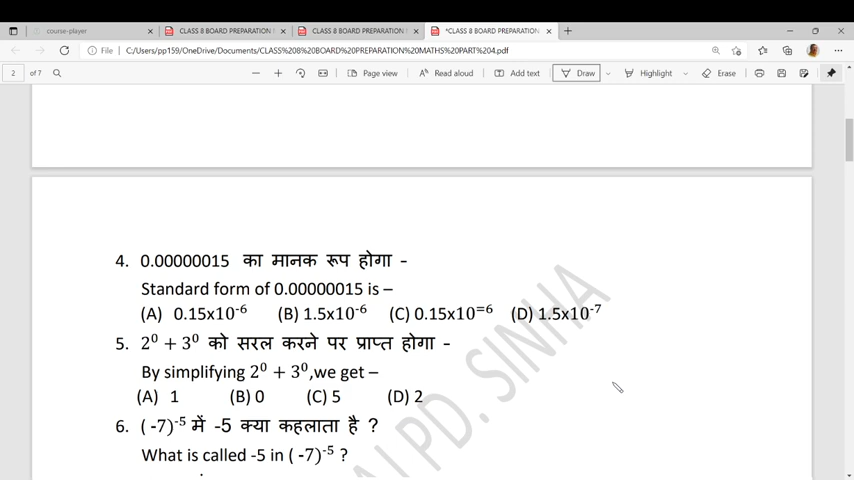 course-player
CLASS 8 BOARD PREPARATION
CLASS 8 BOARD PREPARATION
*CLASS 8 BOARD PREPARATION
File C:/Users/pp159/OneDrive/Documents/CLASS%208%20BOARD%20PREPARATION%20MATHS%20PART%204.pdf
2 of 7 Page view Read aloud Add text Draw Highlight Erase
4. 0.00000015 का मानक रूप होगा -
Standard form of 0.00000015 is –
(A) 0.15x10⁻⁶ (B) 1.5x10⁻⁶ (C) 0.15x10⁼⁶ (D) 1.5x10⁻⁷
5. 2⁰ + 3⁰ को सरल करने पर प्राप्त होगा -
By simplifying 2⁰ + 3⁰,we get –
(A) 1 (B) 0 (C) 5 (D) 2
6. ( -7)⁻⁵ में -5 क्या कहलाता है ?
What is called -5 in ( -7)⁻⁵ ?
PD. SINHA